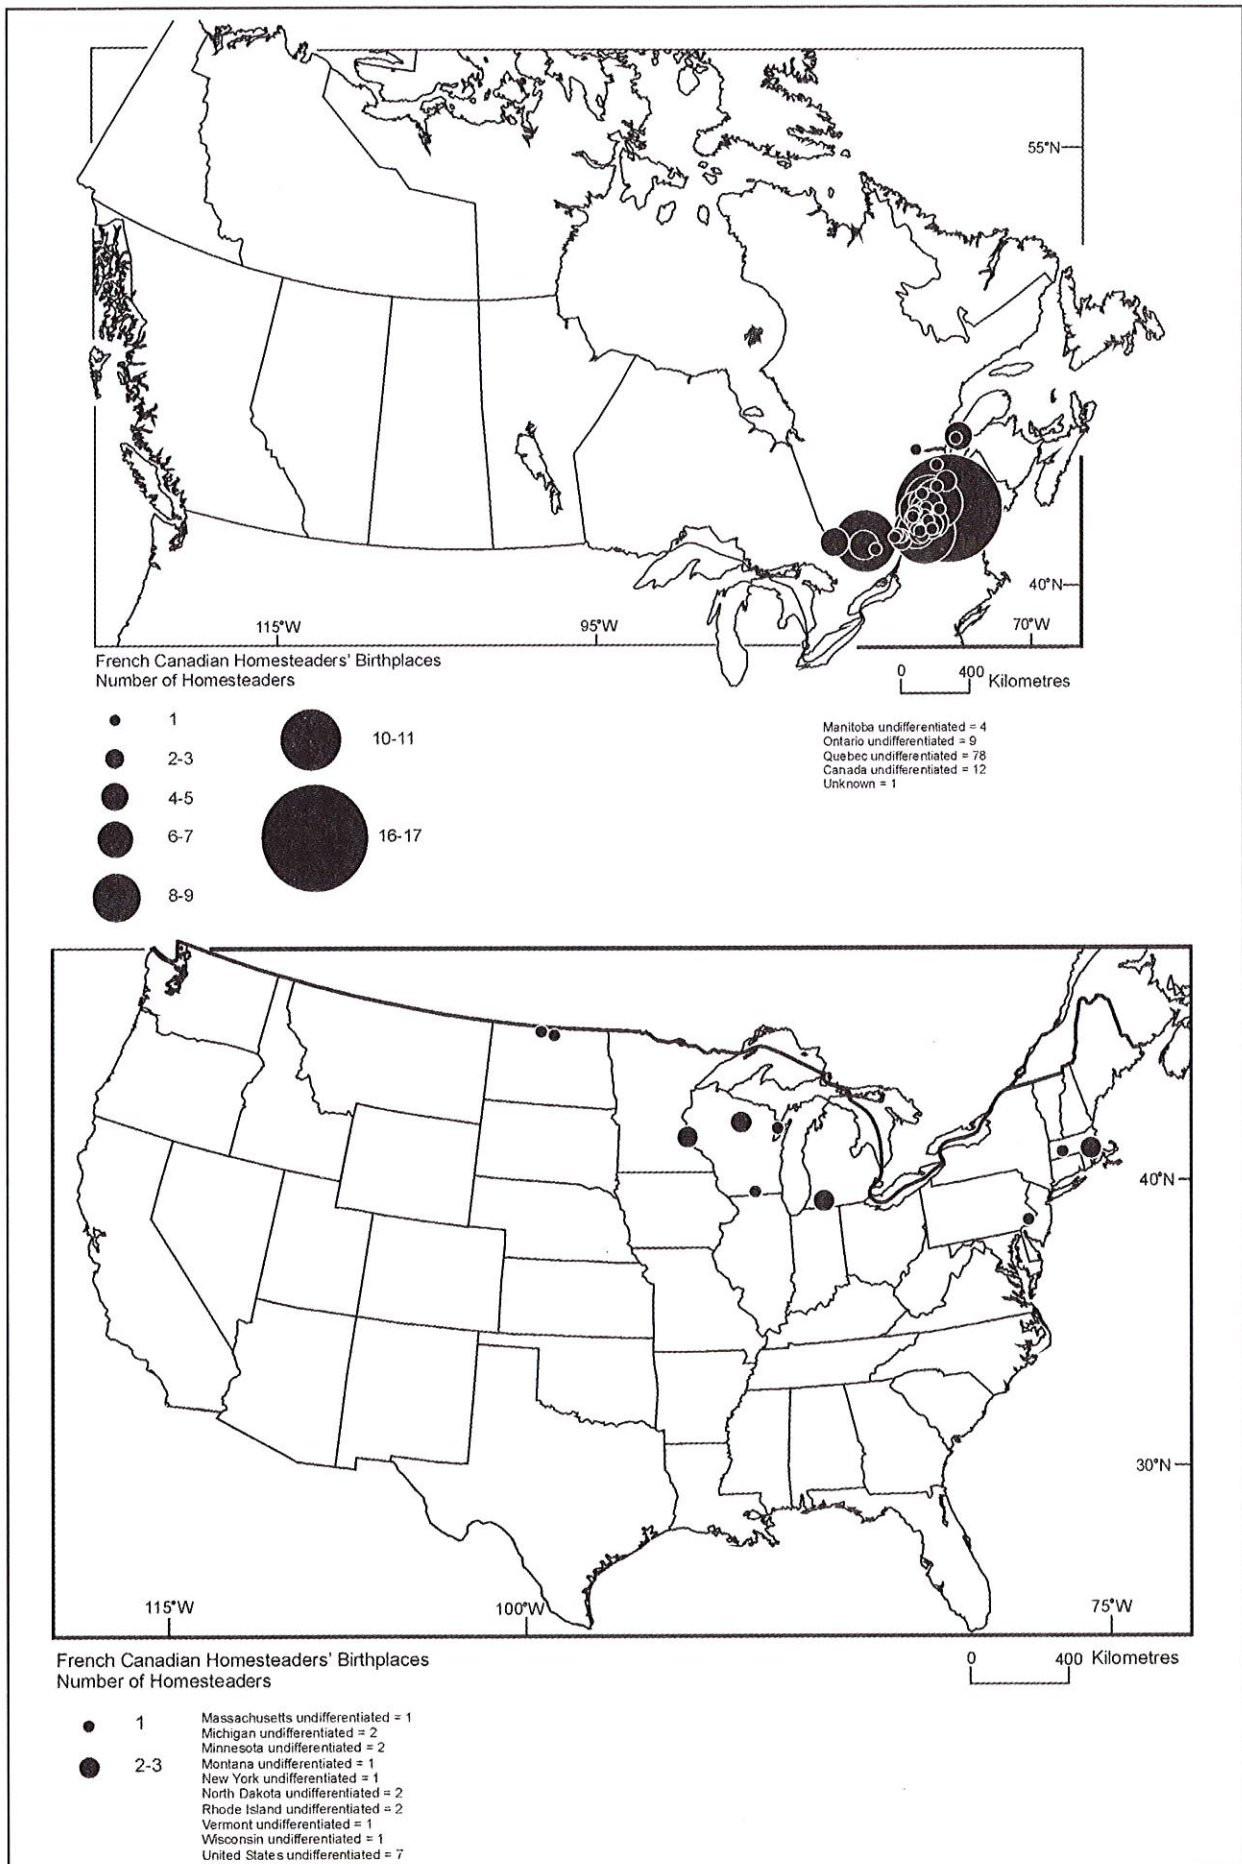 55°N
40°N
115°W
95°W
70°W
French Canadian Homesteaders' Birthplaces
Number of Homesteaders
0
400
Kilometres
1
2-3
4-5
6-7
8-9
10-11
16-17
Manitoba undifferentiated = 4
Ontario undifferentiated = 9
Quebec undifferentiated = 78
Canada undifferentiated = 12
Unknown = 1
40°N
30°N
115°W
100°W
75°W
French Canadian Homesteaders' Birthplaces
Number of Homesteaders
0
400
Kilometres
1
2-3
Massachusetts undifferentiated = 1
Michigan undifferentiated = 2
Minnesota undifferentiated = 2
Montana undifferentiated = 1
New York undifferentiated = 1
North Dakota undifferentiated = 2
Rhode Island undifferentiated = 2
Vermont undifferentiated = 1
Wisconsin undifferentiated = 1
United States undifferentiated = 7